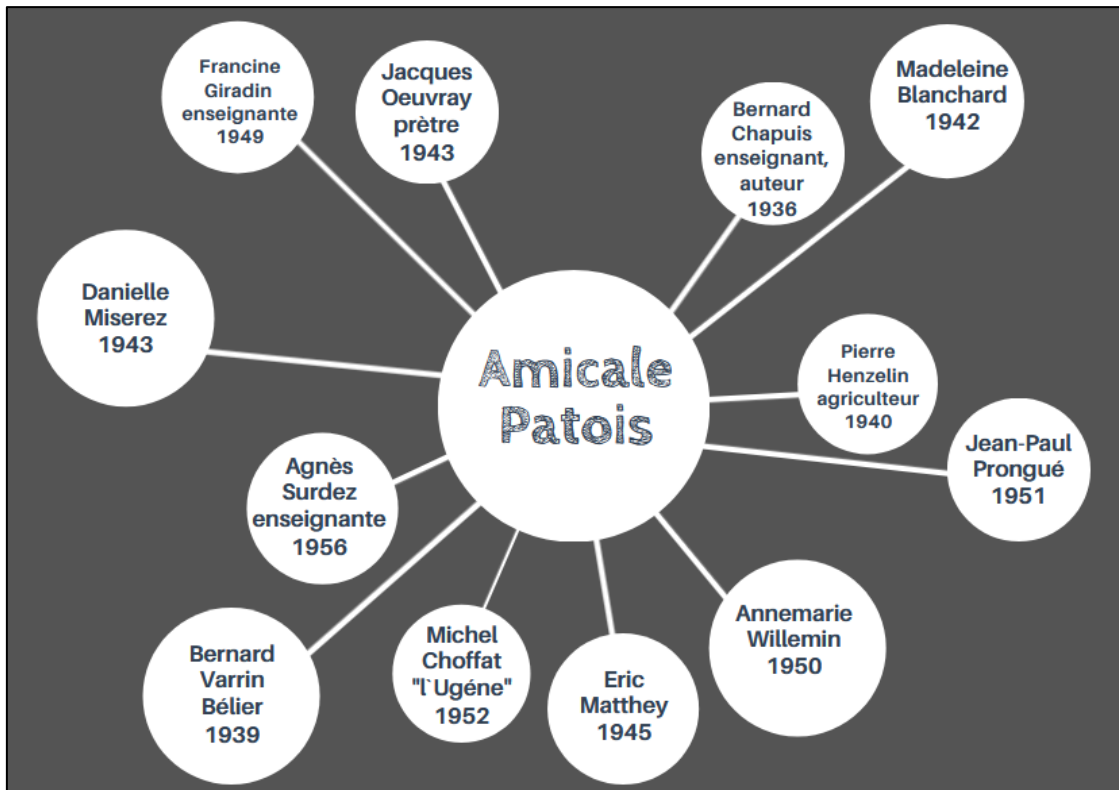 Francine
Giradin
enseignante
1949
Jacques
Oeuvray
prètre
1943
Bernard
Chapuis
enseignant,
auteur
1936
Madeleine
Blanchard
1942
Danielle
Miserez
1943
Amicale
Patois
Pierre
Henzelin
agriculteur
1940
Jean-Paul
Prongué
1951
Agnès
Surdez
enseignante
1956
Bernard
Varrin
Bélier
1939
Michel
Choffat
"l`Ugéne"
1952
Eric
Matthey
1945
Annemarie
Willemin
1950